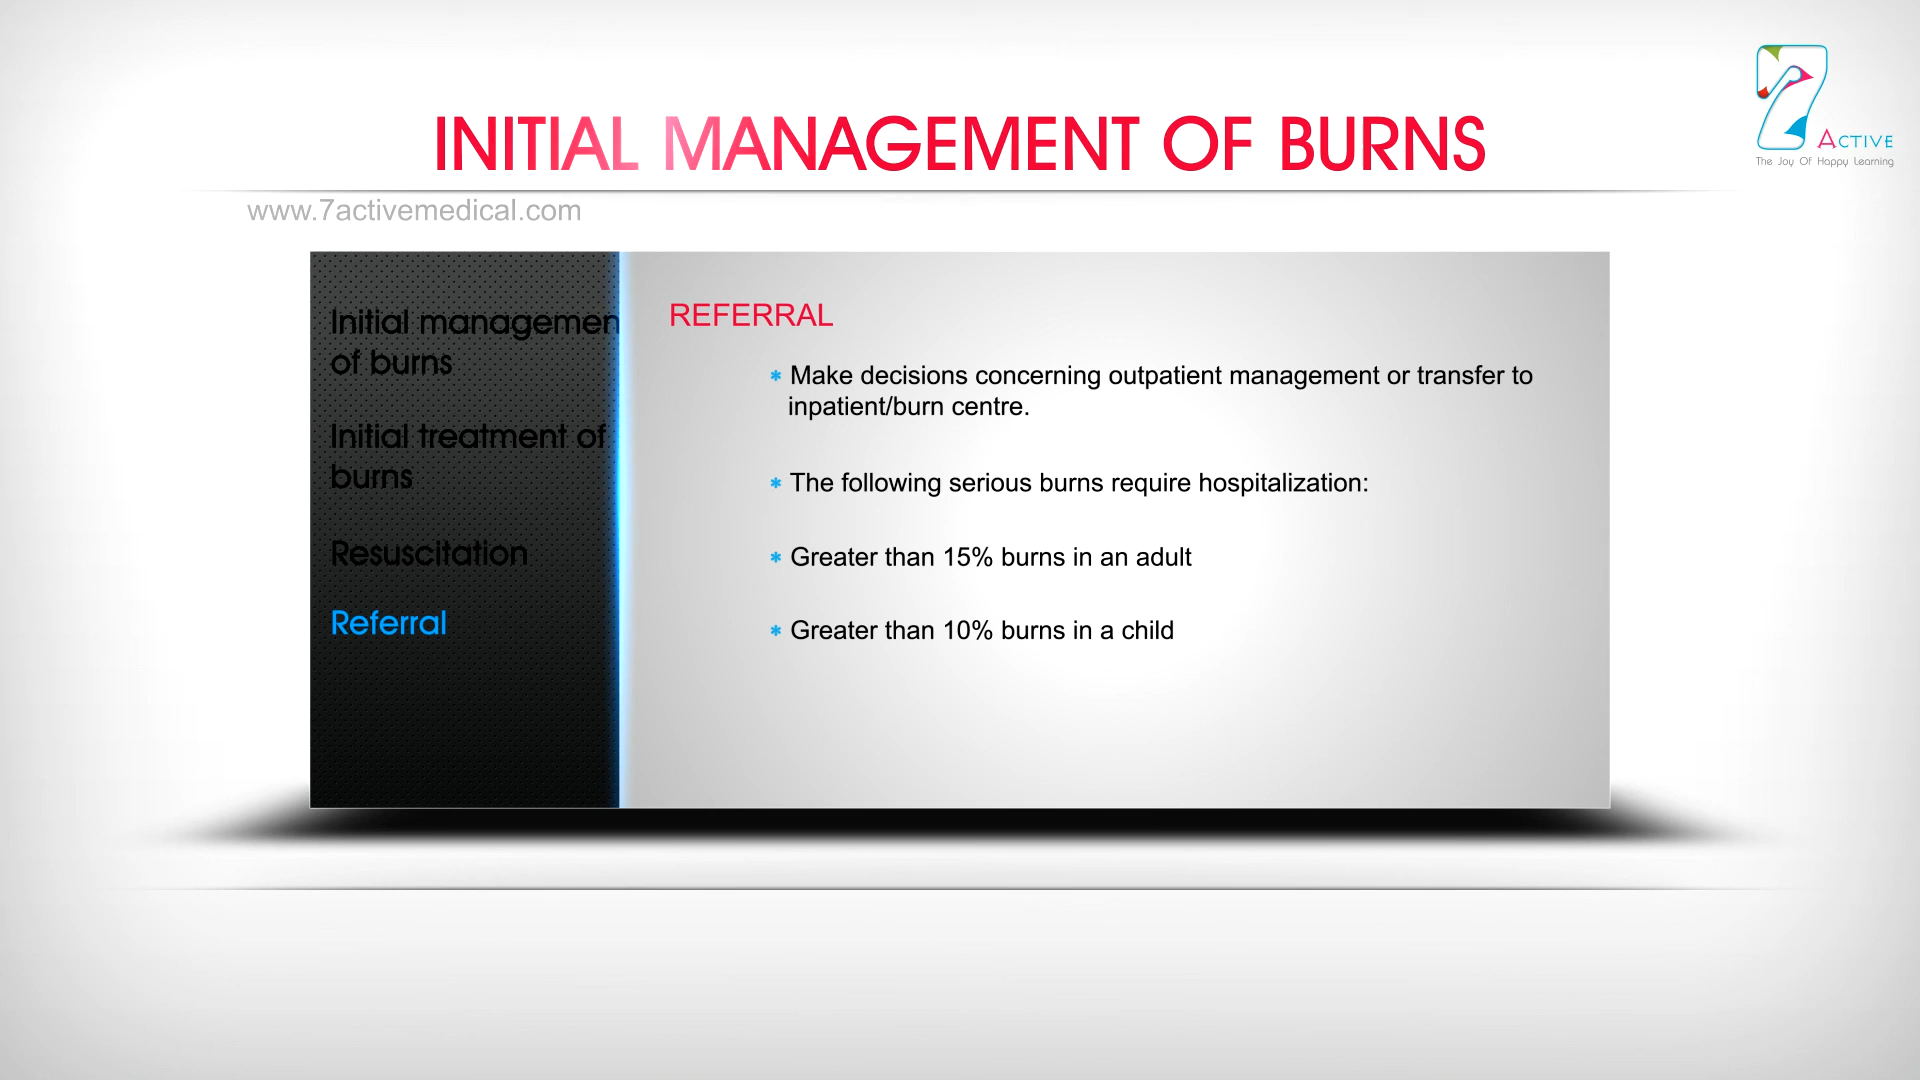 INITIAL MANAGEMENT OF BURNS
7 ACTIVE
The Joy Of Happy Learning
www.7activemedical.com
Initial managemen
of burns
Initial treatment of
burns
Resuscitation
Referral
REFERRAL
* Make decisions concerning outpatient management or transfer to
inpatient/burn centre.
* The following serious burns require hospitalization:
* Greater than 15% burns in an adult
* Greater than 10% burns in a child